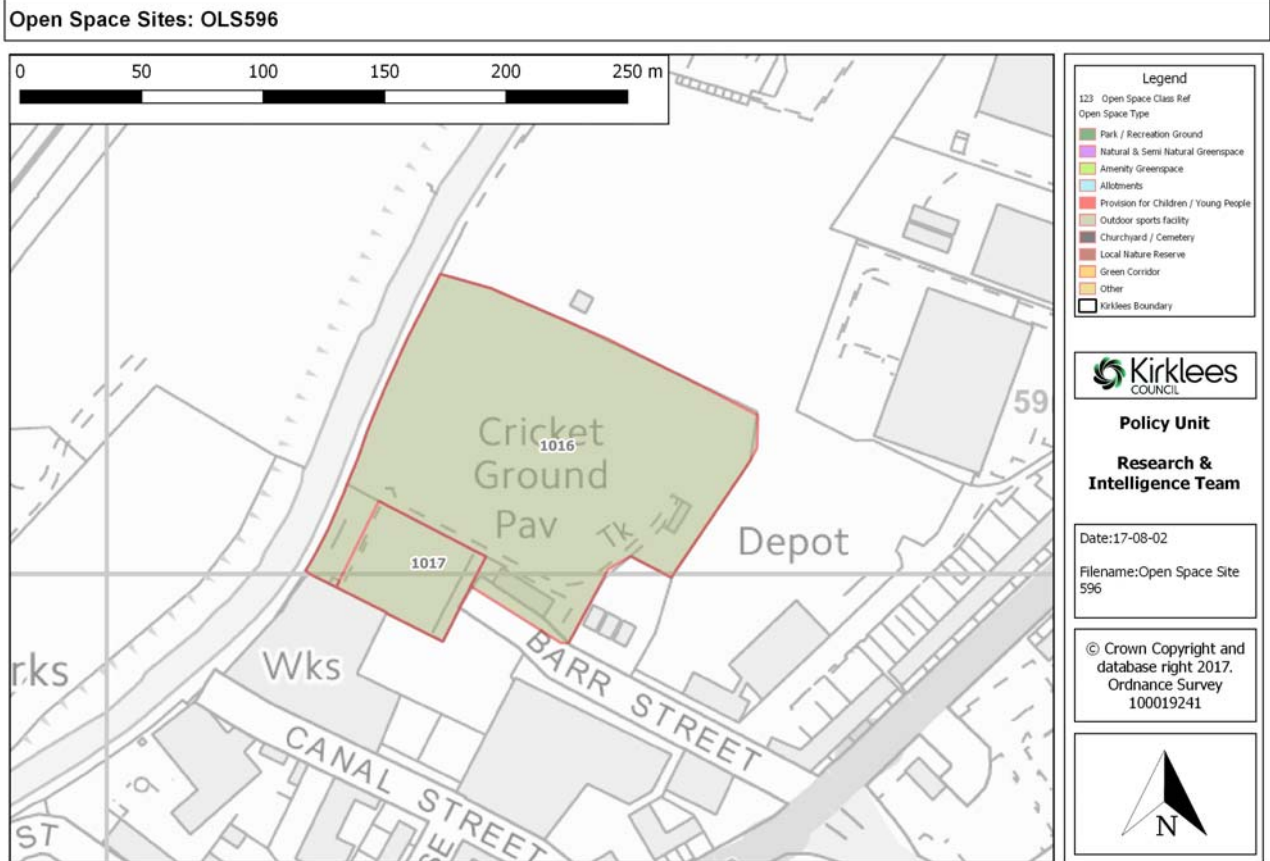 Open Space Sites: OLS596
0 50 100 150 200 250 m
Cricket
1016
Ground
Pav
Tk
Depot
1017
59
rks
Wks
BARR STREET
CANAL STREET
ST
SE
Legend
123 Open Space Class Ref
Open Space Type
Park / Recreation Ground
Natural & Semi Natural Greenspace
Amenity Greenspace
Allotments
Provision for Children / Young People
Outdoor sports facility
Churchyard / Cemetery
Local Nature Reserve
Green Corridor
Other
Kirklees Boundary
Kirklees
COUNCIL
Policy Unit
Research &
Intelligence Team
Date:17-08-02
Filename:Open Space Site
596
© Crown Copyright and
database right 2017.
Ordnance Survey
100019241
N